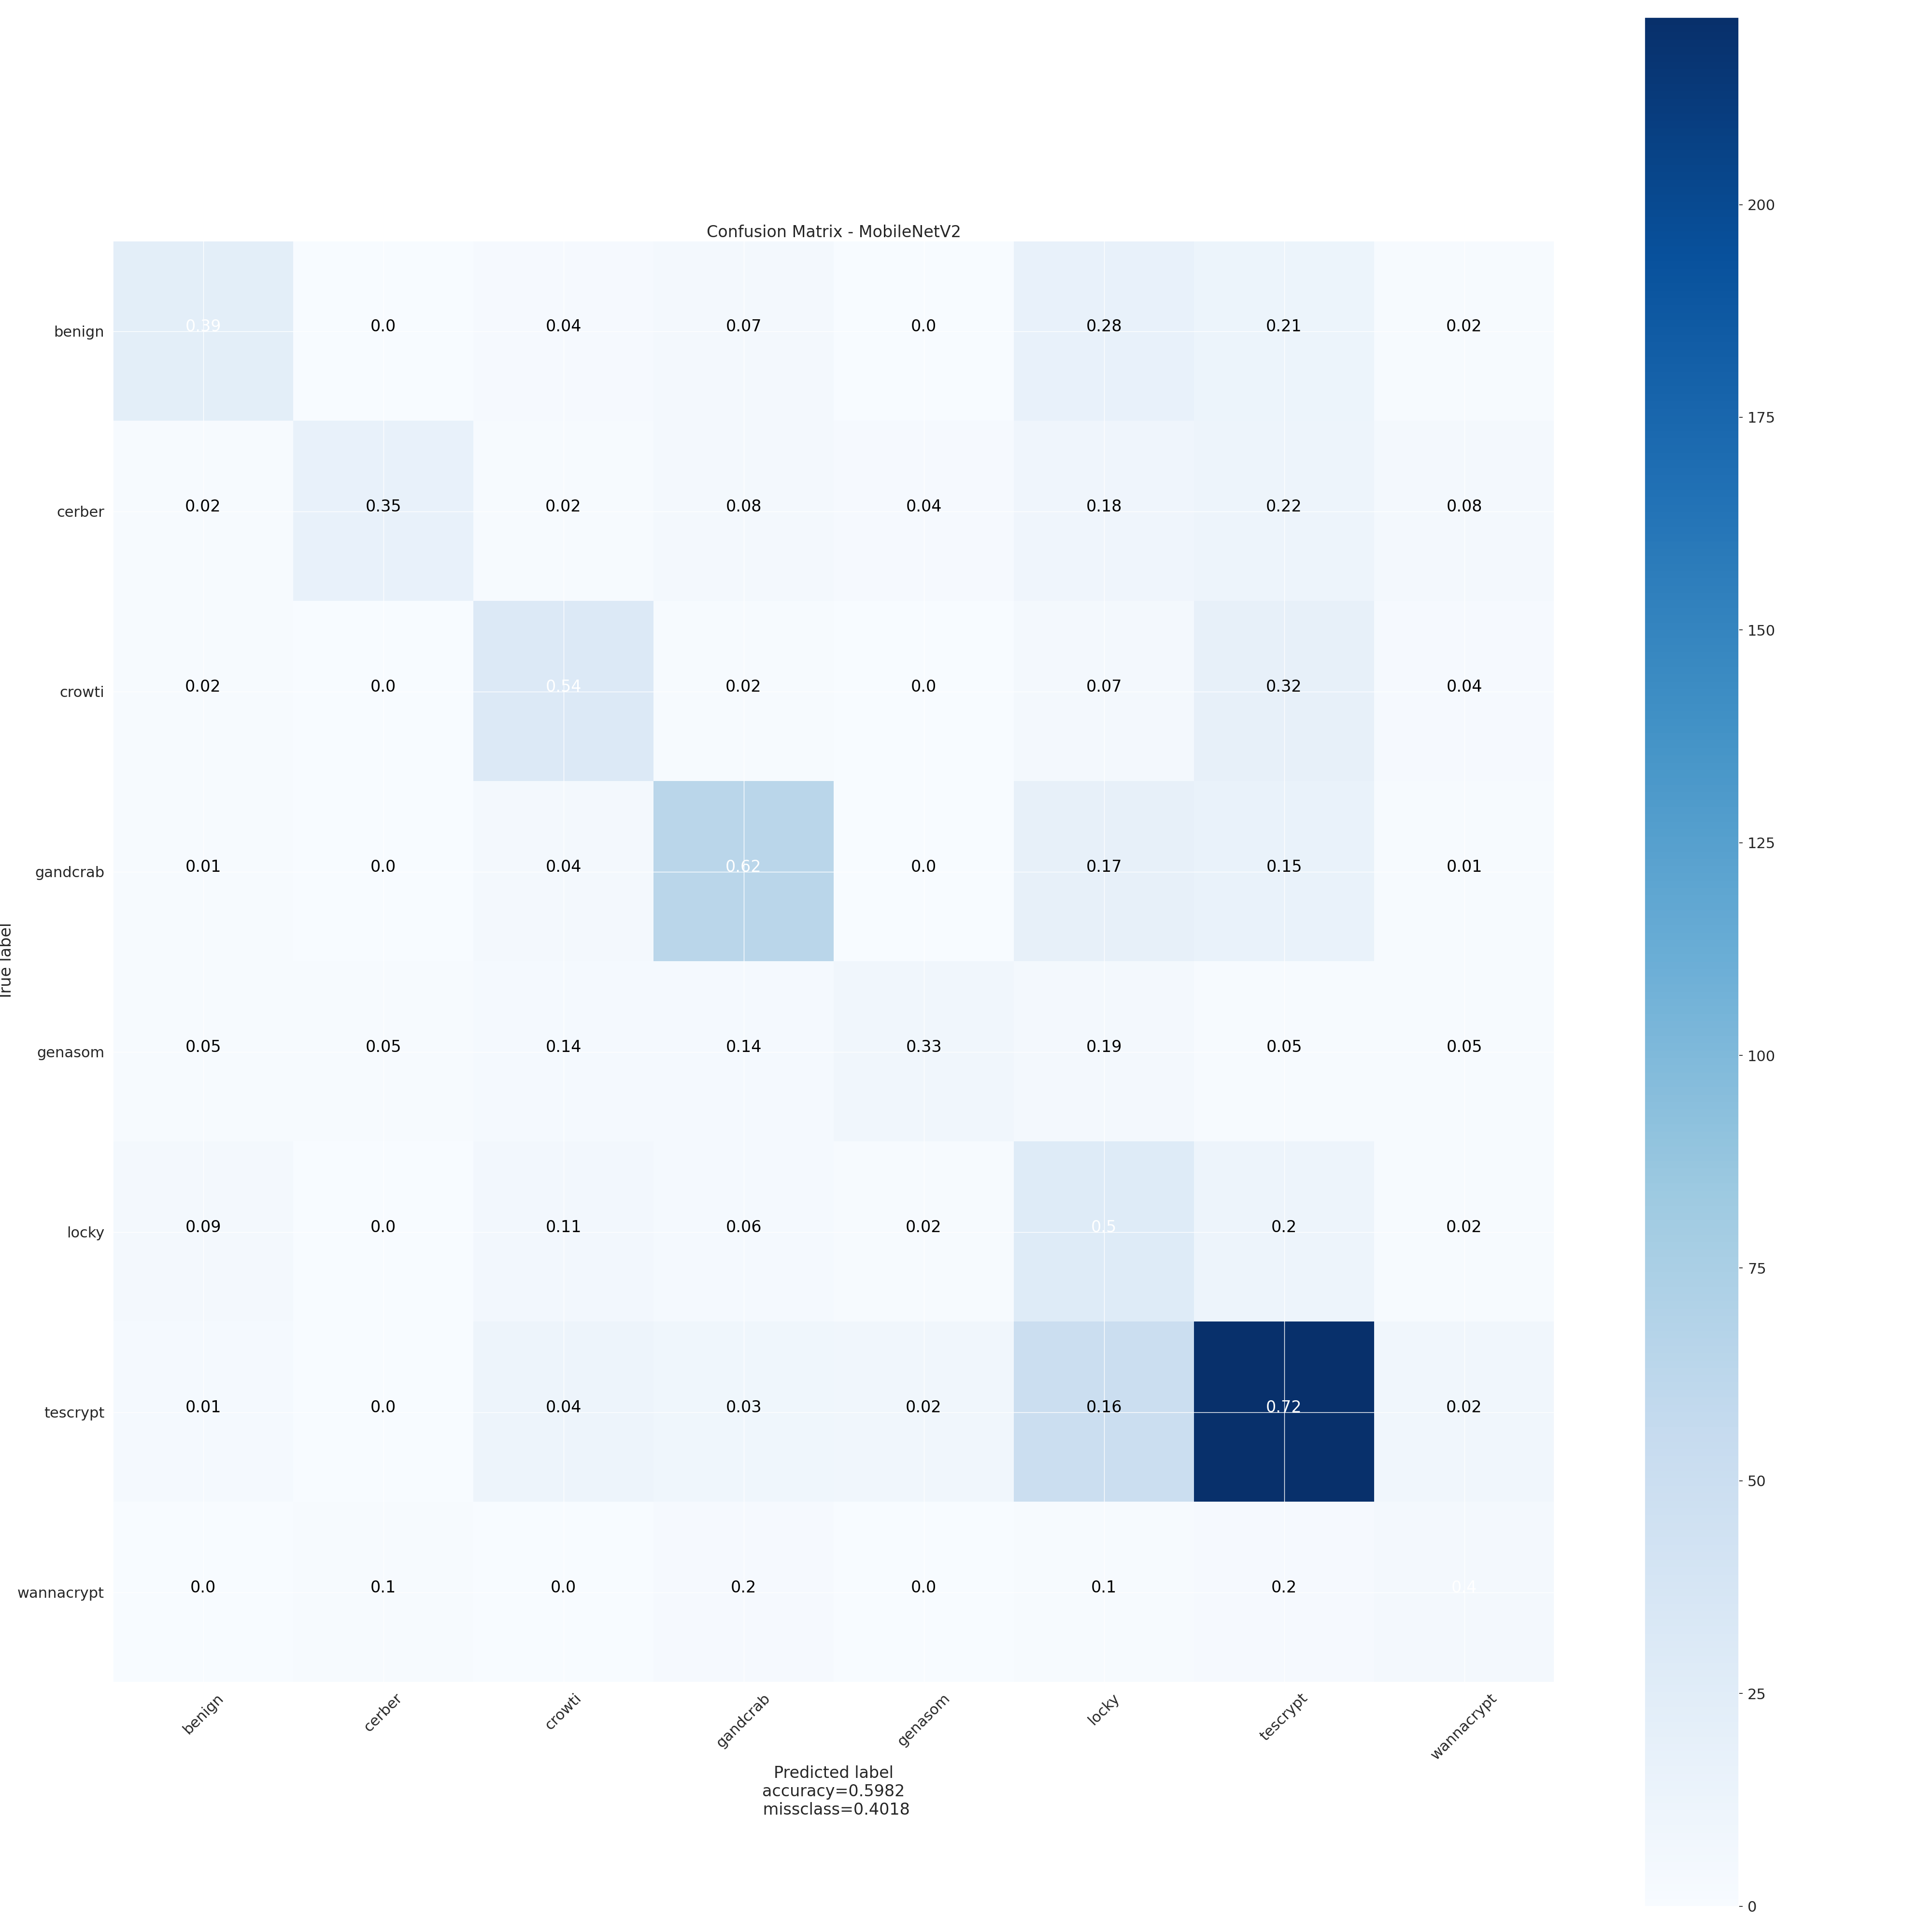 Confusion Matrix - MobileNetV2
benign 0.39 0.0 0.04 0.07 0.0 0.28 0.21 0.02
cerber 0.02 0.35 0.02 0.08 0.04 0.18 0.22 0.08
crowti 0.02 0.0 0.54 0.02 0.0 0.07 0.32 0.04
gandcrab 0.01 0.0 0.04 0.62 0.0 0.17 0.15 0.01
genasom 0.05 0.05 0.14 0.14 0.33 0.19 0.05 0.05
locky 0.09 0.0 0.11 0.06 0.02 0.5 0.2 0.02
tescrypt 0.01 0.0 0.04 0.03 0.02 0.16 0.72 0.02
wannacrypt 0.0 0.1 0.0 0.2 0.0 0.1 0.2 0.4
True label
benign cerber crowti gandcrab genasom locky tescrypt wannacrypt
Predicted label
accuracy=0.5982
missclass=0.4018
200
175
150
125
100
75
50
25
0